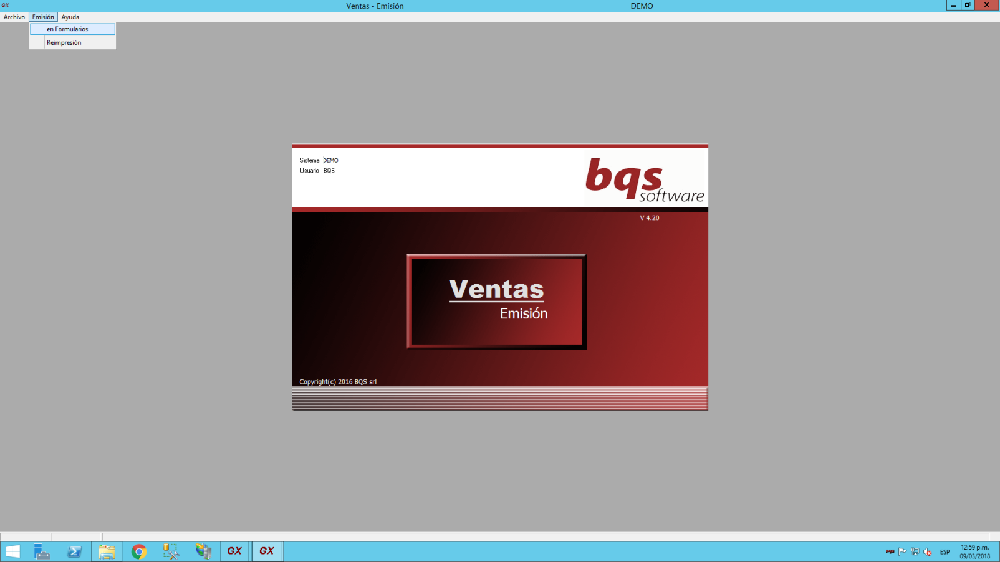 GX Ventas - Emisión DEMO
Archivo Emisión Ayuda
en Formularios
Reimpresión
Sistema DEMO
Usuario BQS
bqs
software
V 4.20
Ventas
Emisión
Copyright(c) 2016 BQS srl
GX GX
BQS ESP
12:59 p.m.
09/03/2018